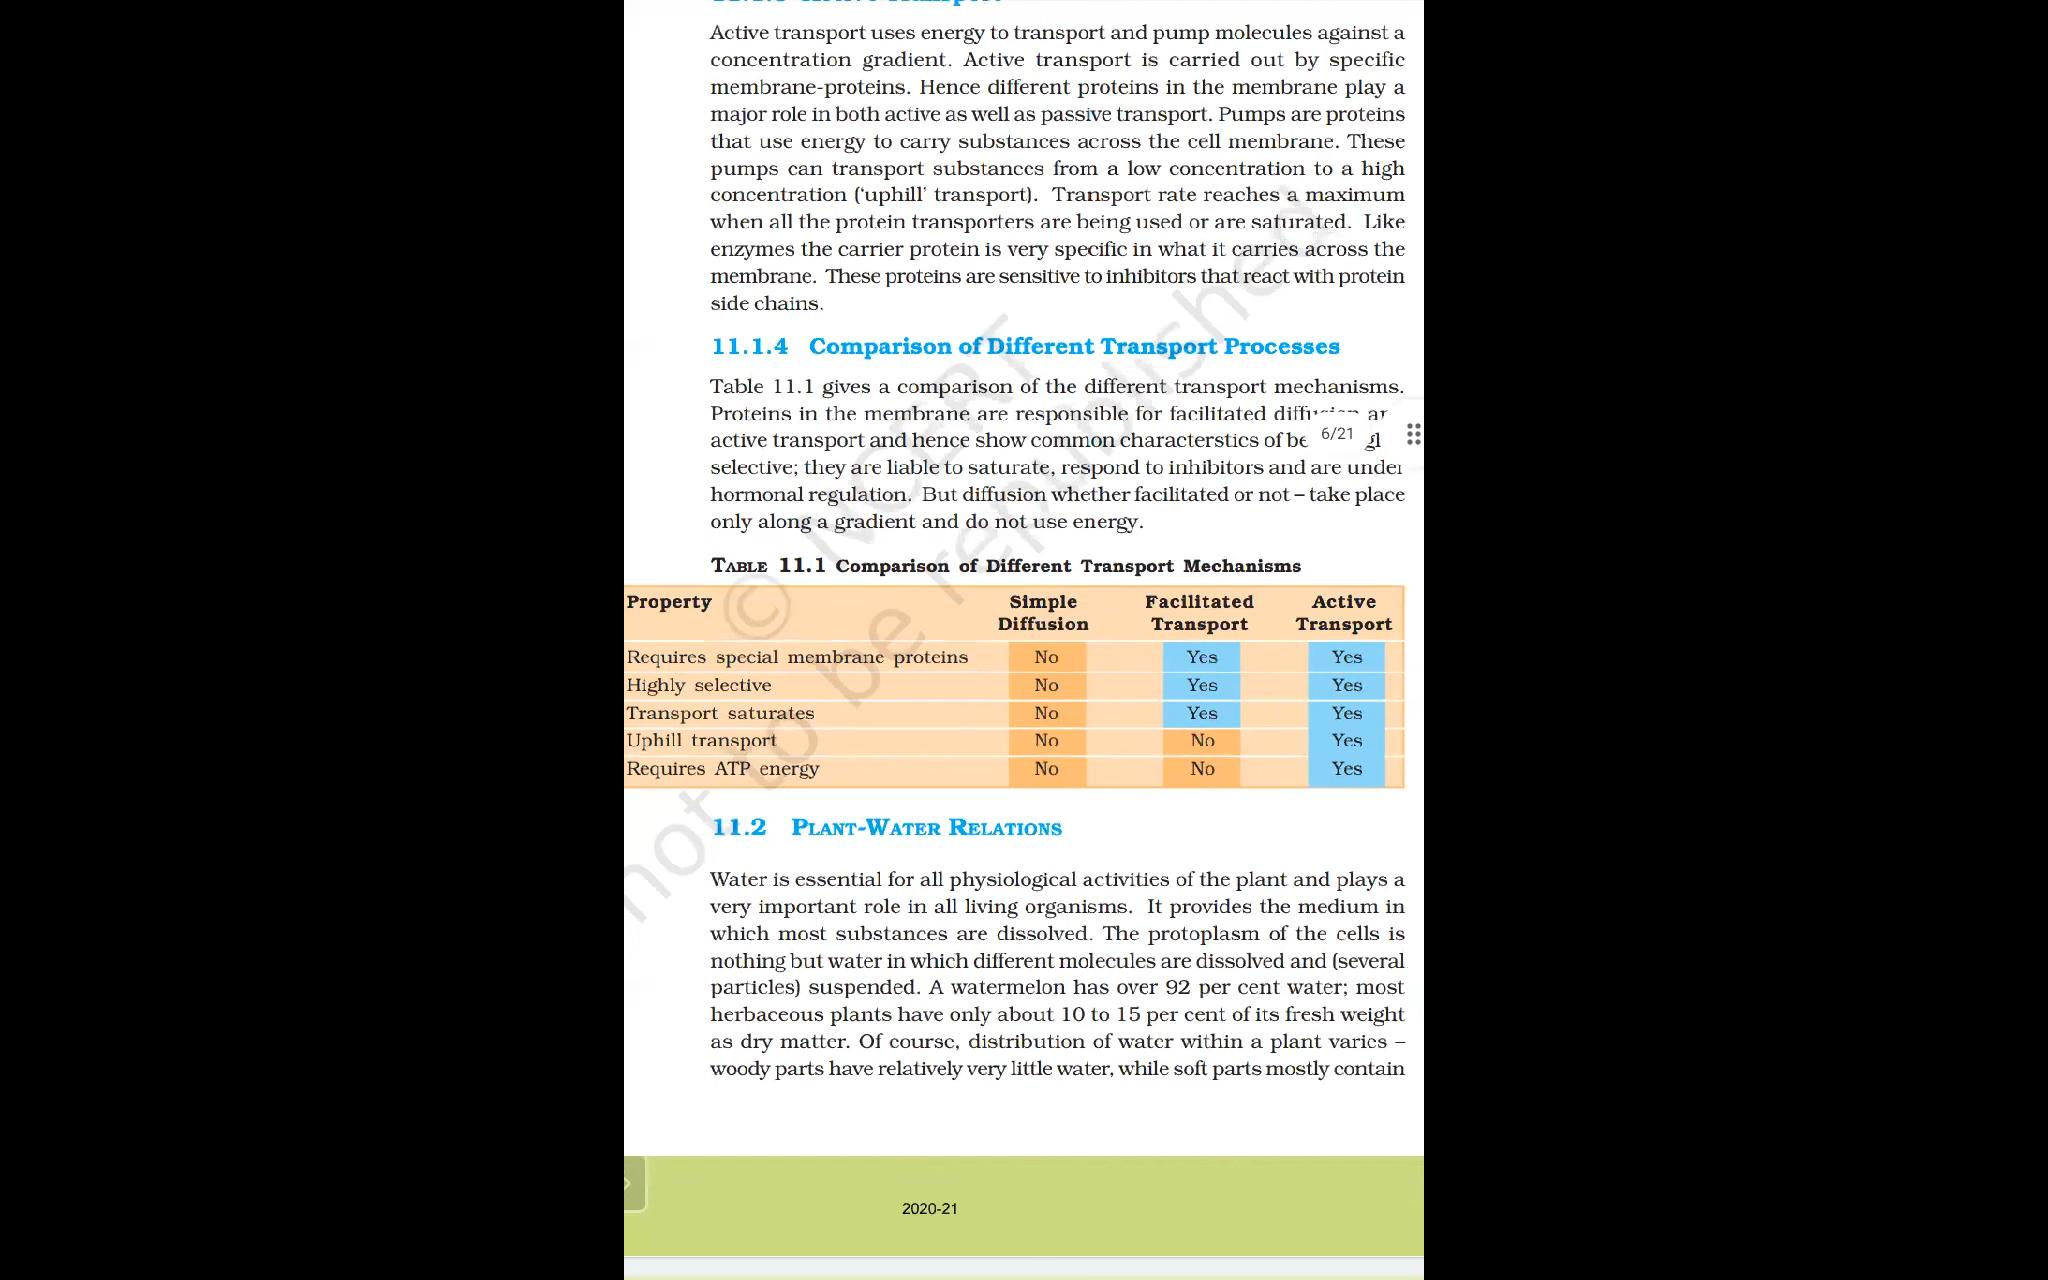 Active transport uses energy to transport and pump molecules against a
concentration gradient. Active transport is carried out by specific
membrane-proteins. Hence different proteins in the membrane play a
major role in both active as well as passive transport. Pumps are proteins
that use energy to carry substances across the cell membrane. These
pumps can transport substances from a low concentration to a high
concentration (‘uphill’ transport). Transport rate reaches a maximum
when all the protein transporters are being used or are saturated. Like
enzymes the carrier protein is very specific in what it carries across the
membrane. These proteins are sensitive to inhibitors that react with protein
side chains.
11.1.4 Comparison of Different Transport Processes
Table 11.1 gives a comparison of the different transport mechanisms.
Proteins in the membrane are responsible for facilitated
active transport and hence show common characterstics of
6/21
selective; they are liable to saturate, respond to inhibitors and are under
hormonal regulation. But diffusion whether facilitated or not – take place
only along a gradient and do not use energy.
TABLE 11.1 Comparison of Different Transport Mechanisms
Property Simple Diffusion Facilitated Transport Active Transport
Requires special membrane proteins No Yes Yes
Highly selective No Yes Yes
Transport saturates No Yes Yes
Uphill transport No No Yes
Requires ATP energy No No Yes
11.2 PLANT-WATER RELATIONS
Water is essential for all physiological activities of the plant and plays a
very important role in all living organisms. It provides the medium in
which most substances are dissolved. The protoplasm of the cells is
nothing but water in which different molecules are dissolved and (several
particles) suspended. A watermelon has over 92 per cent water; most
herbaceous plants have only about 10 to 15 per cent of its fresh weight
as dry matter. Of course, distribution of water within a plant varies –
woody parts have relatively very little water, while soft parts mostly contain
2020-21
© NCERT
not to be republished